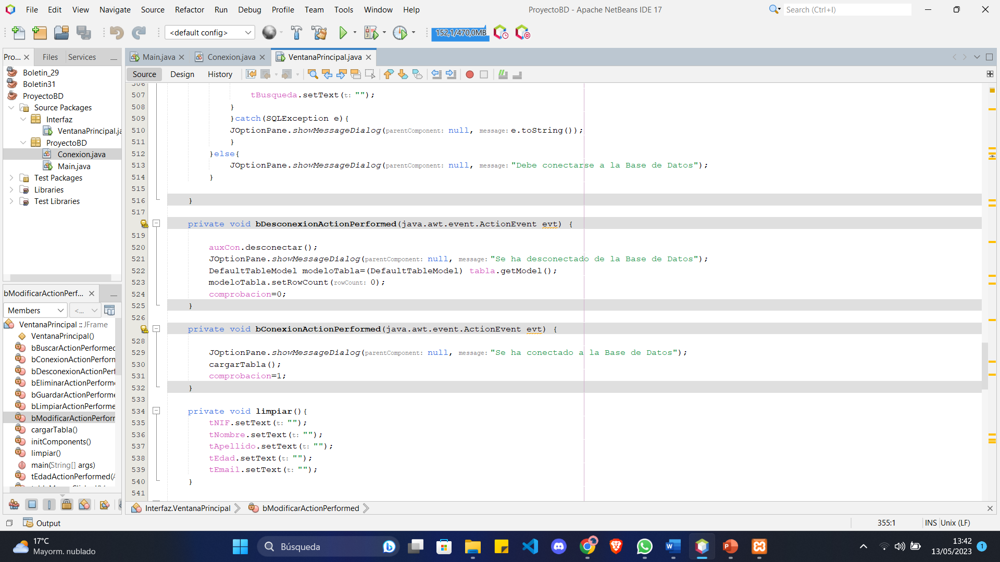 File Edit View Navigate Source Refactor Run Debug Profile Team Tools Window Help
ProyectoBD - Apache NetBeans IDE 17
Search (Ctrl+I)
<default config>
152,1/470,0MB
Pro... Files Services
Main.java Conexion.java VentanaPrincipal.java
Source Design History
Boletin_29
Boletin31
ProyectoBD
Source Packages
Interfaz
VentanaPrincipal.ja
ProyectoBD
Conexion.java
Main.java
Test Packages
Libraries
Test Libraries
bModificarActionPerf...
Members <...
VentanaPrincipal :: JFrame
VentanaPrincipal()
bBuscarActionPerformed
bConexionActionPerforn
bDesconexionActionPerf
bEliminarActionPerforme
bGuardarActionPerforme
bLimpiarActionPerforme
bModificarActionPerforr
cargarTabla()
initComponents()
limpiar()
main(String[] args)
tEdadActionPerformed(A
506
507 tBusqueda.setText(t: "");
508 }
509 }catch(SQLException e){
510 JOptionPane.showMessageDialog(parentComponent: null, message: e.toString());
511 }
512 }else{
513 JOptionPane.showMessageDialog(parentComponent: null, message: "Debe conectarse a la Base de Datos");
514 }
515
516 }
517
private void bDesconexionActionPerformed(java.awt.event.ActionEvent evt) {
519
520 auxCon.desconectar();
521 JOptionPane.showMessageDialog(parentComponent: null, message: "Se ha desconectado de la Base de Datos");
522 DefaultTableModel modeloTabla=(DefaultTableModel) tabla.getModel();
523 modeloTabla.setRowCount(rowCount: 0);
524 comprobacion=0;
525 }
526
private void bConexionActionPerformed(java.awt.event.ActionEvent evt) {
528
529 JOptionPane.showMessageDialog(parentComponent: null, message: "Se ha conectado a la Base de Datos");
530 cargarTabla();
531 comprobacion=1;
532 }
533
534 private void limpiar(){
535 tNIF.setText(t: "");
536 tNombre.setText(t: "");
537 tApellido.setText(t: "");
538 tEdad.setText(t: "");
539 tEmail.setText(t: "");
540 }
541
Interfaz.VentanaPrincipal bModificarActionPerformed
Output
355:1 INS Unix (LF)
17°C
Mayorm. nublado
Búsqueda
13:42
13/05/2023
1